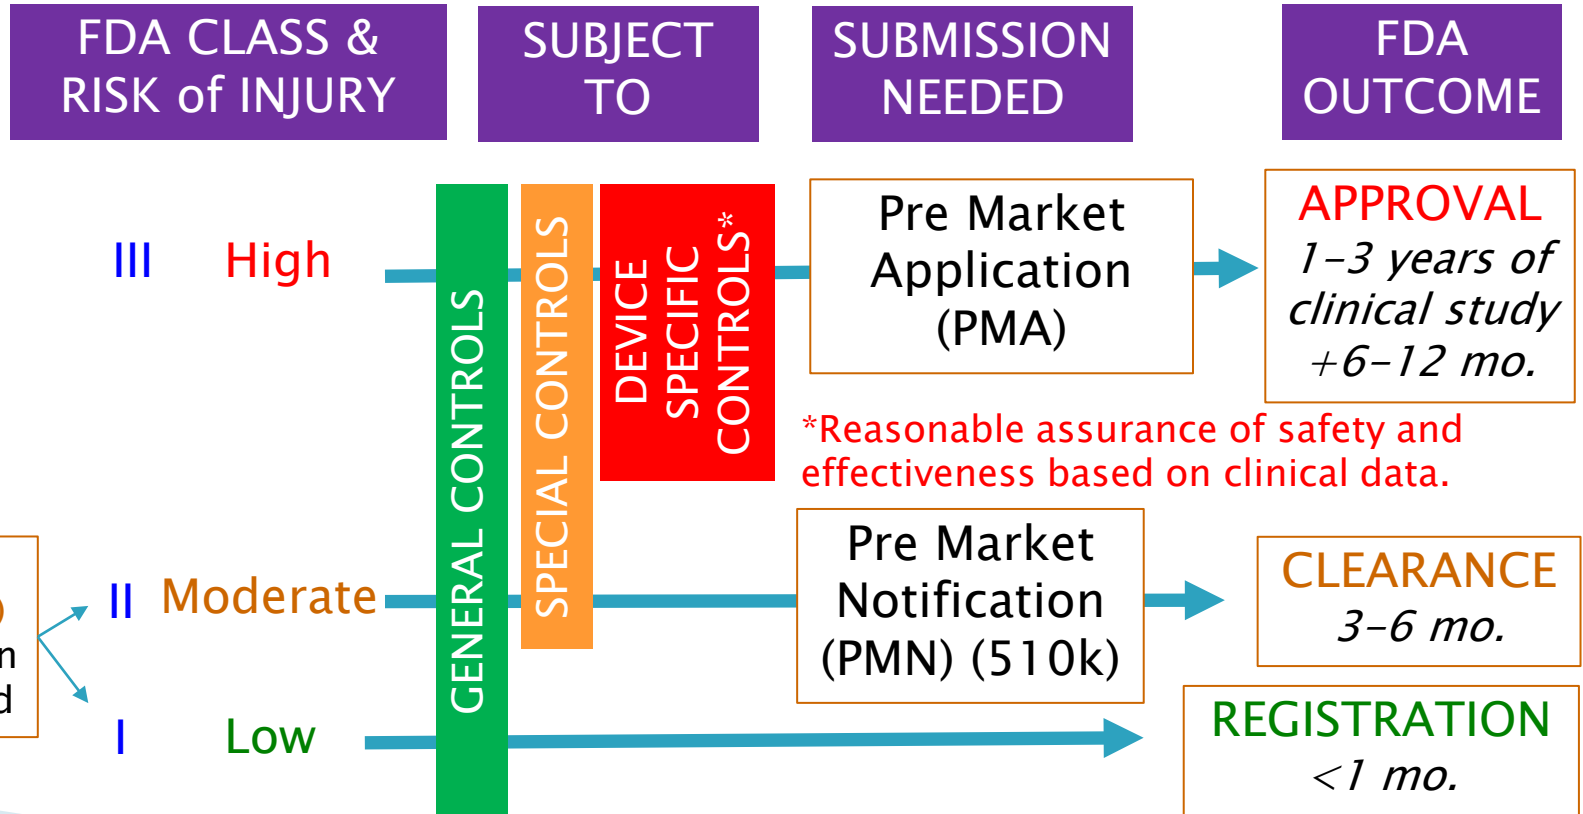 FDA CLASS &
RISK of INJURY
SUBJECT
TO
SUBMISSION
NEEDED
FDA
OUTCOME
III High
GENERAL CONTROLS
SPECIAL CONTROLS
DEVICE
SPECIFIC
CONTROLS*
Pre Market
Application
(PMA)
APPROVAL
1-3 years of
clinical study
+6-12 mo.
*Reasonable assurance of safety and
effectiveness based on clinical data.
II Moderate
Pre Market
Notification
(PMN) (510k)
CLEARANCE
3-6 mo.
I Low
REGISTRATION
<1 mo.